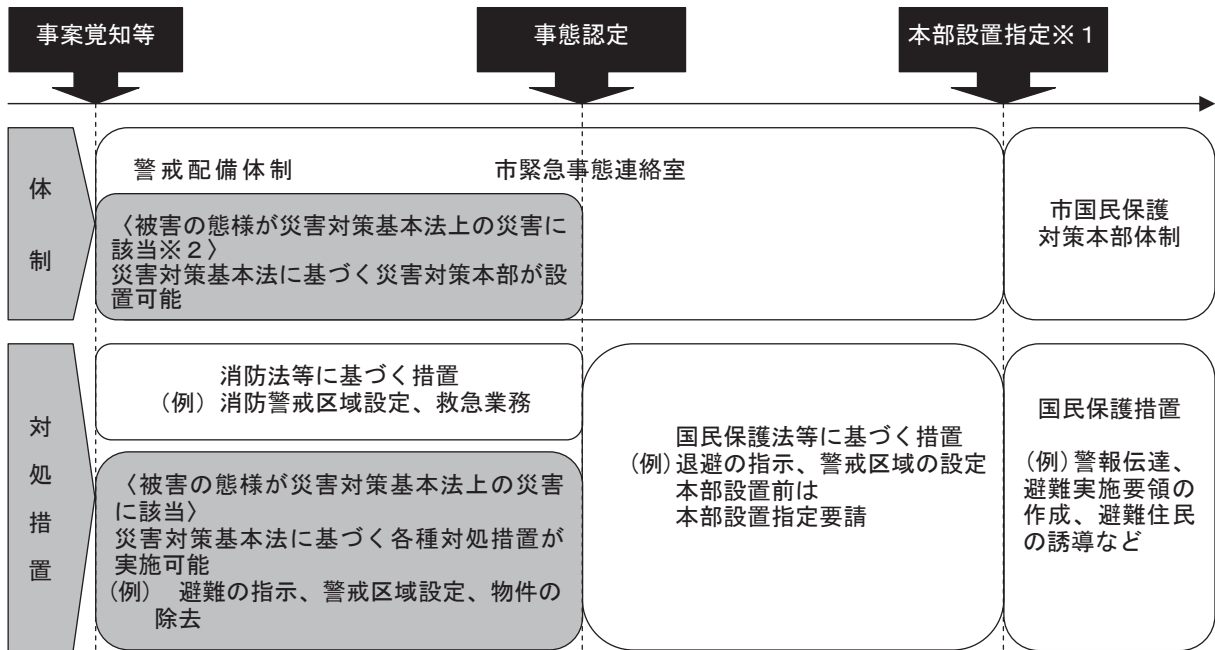 事案覚知等
事態認定
本部設置指定※１
体制
警戒配備体制
市緊急事態連絡室
〈被害の態様が災害対策基本法上の災害に
該当※２〉
災害対策基本法に基づく災害対策本部が設
置可能
市国民保護
対策本部体制
対処措置
消防法等に基づく措置
（例）消防警戒区域設定、救急業務
〈被害の態様が災害対策基本法上の災害
に該当〉
災害対策基本法に基づく各種対処措置が
実施可能
（例）　避難の指示、警戒区域設定、物件の
除去
国民保護法等に基づく措置
（例）退避の指示、警戒区域の設定
本部設置前は
本部設置指定要請
国民保護措置
（例）警報伝達、
避難実施要領の
作成、避難住民
の誘導など